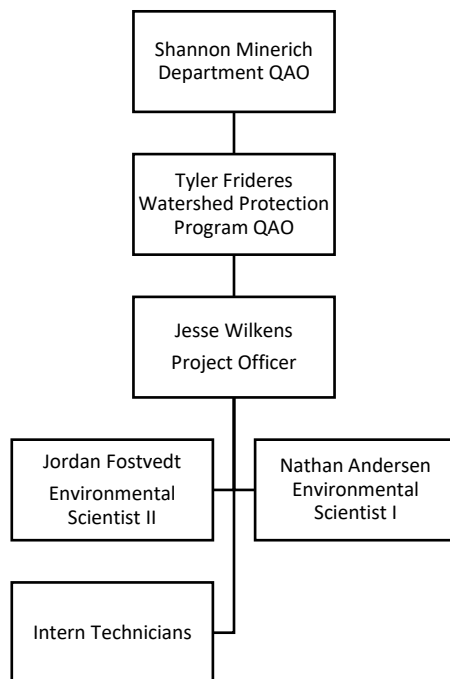 Shannon Minerich
Department QAO
Tyler Frideres
Watershed Protection
Program QAO
Jesse Wilkens
Project Officer
Jordan Fostvedt
Environmental
Scientist II
Nathan Andersen
Environmental
Scientist I
Intern Technicians